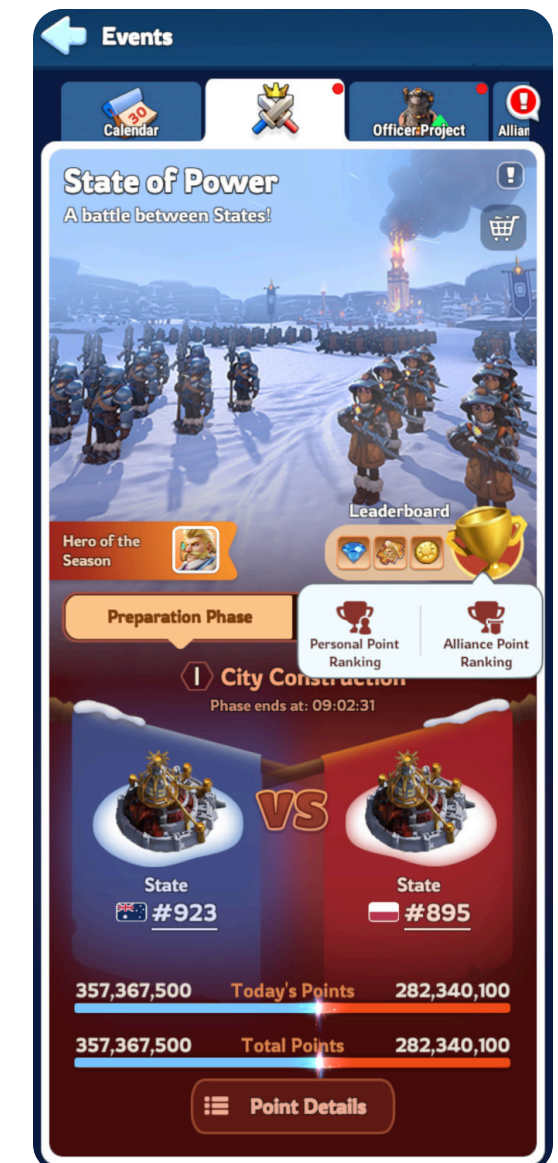 Events
Calendar
30
Officer Project
Allian
State of Power
A battle between States!
Leaderboard
Hero of the
Season
Preparation Phase
Personal Point
Ranking
Alliance Point
Ranking
I City Construction
Phase ends at: 09:02:31
VS
State
#923
State
#895
357,367,500 Today's Points 282,340,100
357,367,500 Total Points 282,340,100
Point Details